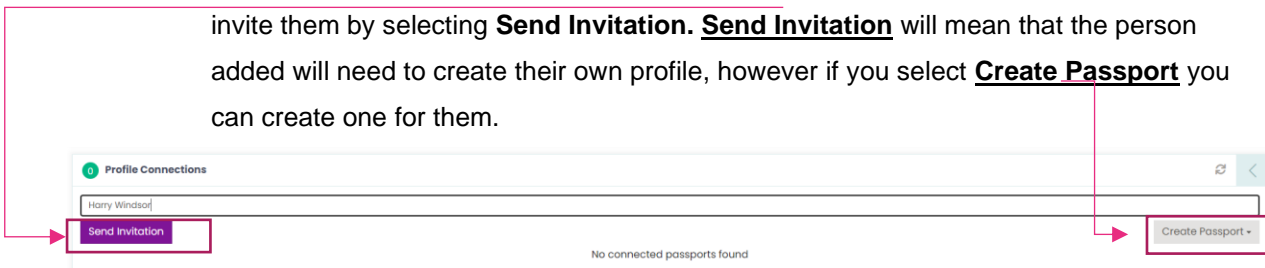 invite them by selecting Send Invitation. Send Invitation will mean that the person
added will need to create their own profile, however if you select Create Passport you
can create one for them.
0 Profile Connections
Harry Windsor
Send Invitation
Create Passport
No connected passports found